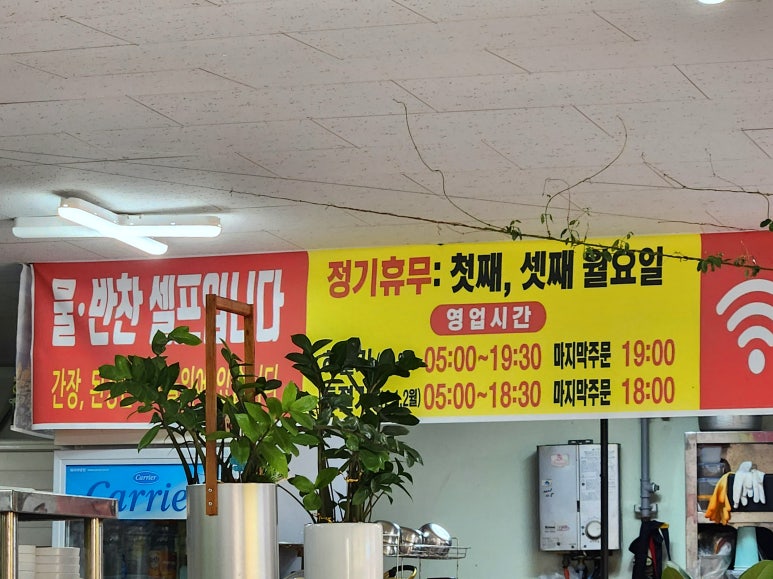 물·반찬 셀프입니다
간장,
정기휴무: 첫째, 셋째 월요일
영업시간
05:00~19:30 마지막주문 19:00
2월) 05:00~18:30 마지막주문 18:00
Carrier
Carrier